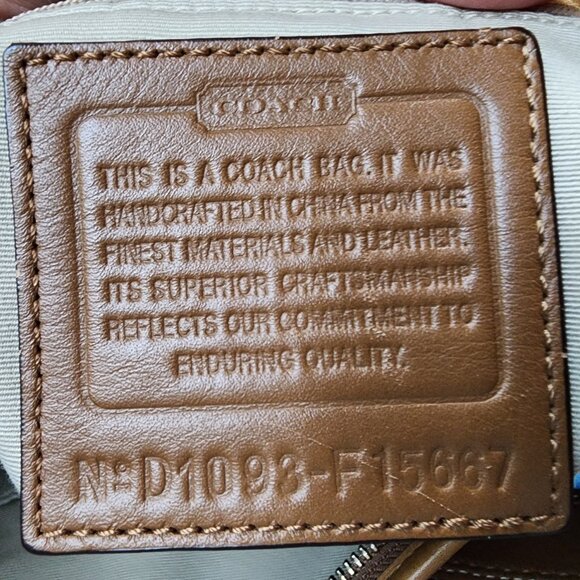 COACH
THIS IS A COACH BAG. IT WAS
HANDCRAFTED IN CHINA FROM THE
FINEST MATERIALS AND LEATHER.
ITS SUPERIOR CRAFTSMANSHIP
REFLECTS OUR COMMITMENT TO
ENDURING QUALITY.
No D1093-F15667